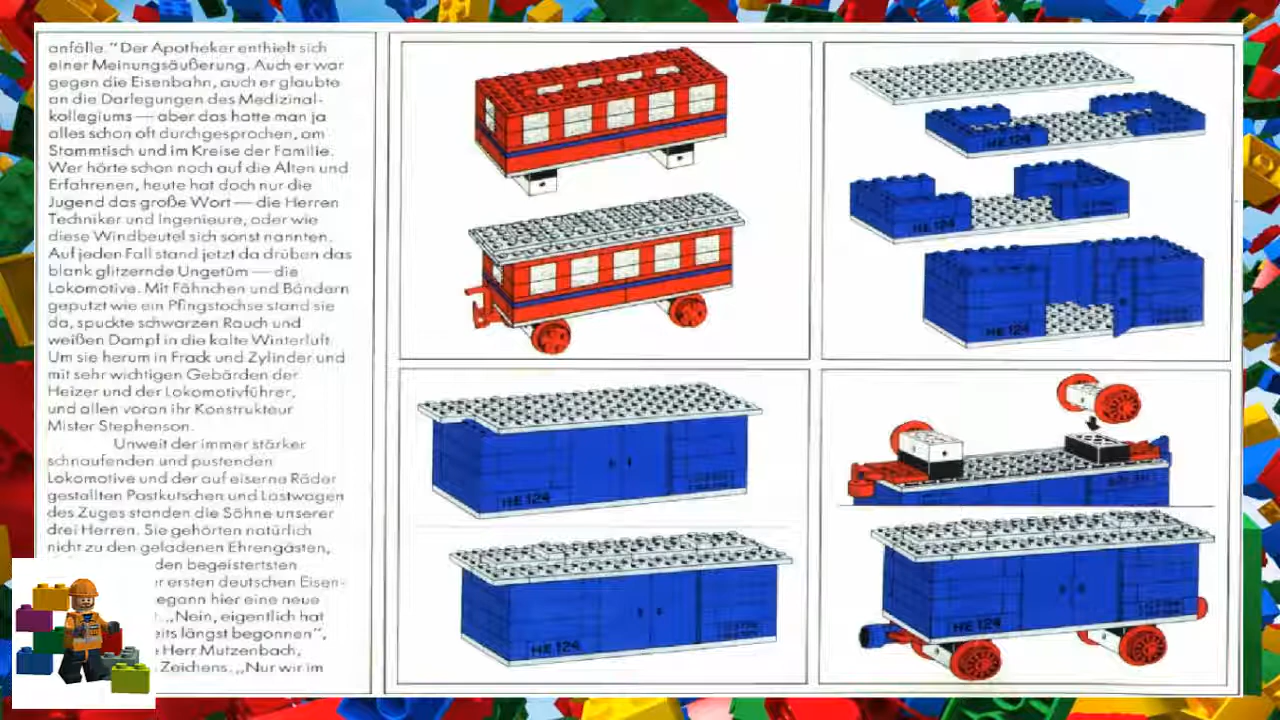 anfälle.“ Der Apotheker enthielt sich
einer Meinungsäußerung. Auch er war
gegen die Eisenbahn, auch er glaubte
an die Darlegungen des Medizinal-
kollegiums — aber das hatte man ja
alles schon oft durchgesprochen, am
Stammtisch und im Kreise der Familie.
Wer hörte schon noch auf die Alten und
Erfahrenen, heute hat doch nur die
Jugend das große Wort — die Herren
Techniker und Ingenieure, oder wie
diese Windbeutel sich sonst nannten.
Auf jeden Fall stand jetzt da drüben das
blank glitzernde Ungetüm — die
Lokomotive. Mit Fähnchen und Bändern
geputzt wie ein Pfingstochse stand sie
da, spuckte schwarzen Rauch und
weißen Dampf in die kalte Winterluft.
Um sie herum in Frack und Zylinder und
mit sehr wichtigen Gebärden der
Heizer und der Lokomotivführer,
und allen voran ihr Konstrukteur
Mister Stephenson.
Unweit der immer stärker
schnaufenden und pustenden
Lokomotive und der auf eiserne Räder
gestellten Postkutschen und Lastwagen
des Zuges standen die Söhne unserer
drei Herren. Sie gehörten natürlich
nicht zu den geladenen Ehrengästen,
den begeistertsten
r ersten deutschen Eisen-
egann hier eine neue
„Nein, eigentlich hat
eits längst begonnen“,
Herr Mutzenbach,
Zeichens. „Nur wir im
HE 124
HE 124
HE 124
HE 124
HE 124
HE 124